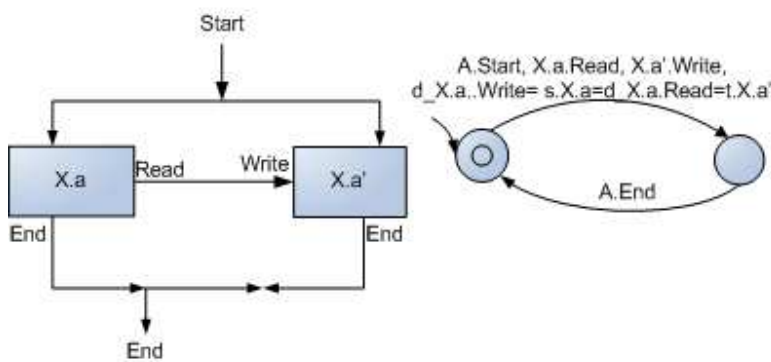 Start
X.a
Read
Write
X.a'
End
End
End
A.Start, X.a.Read, X.a'.Write,
d_X.a..Write= s.X.a=d_X.a.Read=t.X.a'
A.End